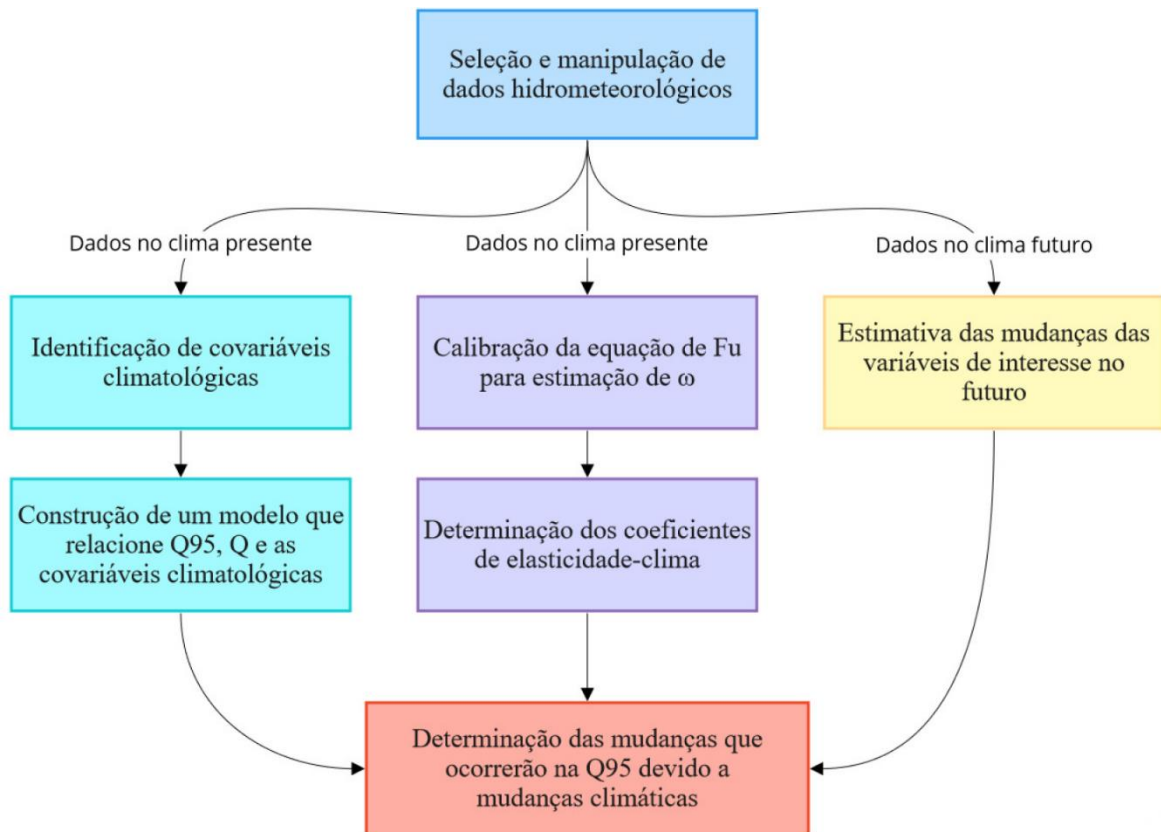 Seleção e manipulação de
dados hidrometeorológicos
Dados no clima presente
Dados no clima presente
Dados no clima futuro
Identificação de covariáveis
climatológicas
Calibração da equação de Fu
para estimação de ω
Estimativa das mudanças das
variáveis de interesse no
futuro
Construção de um modelo que
relacione Q95, Q e as
covariáveis climatológicas
Determinação dos coeficientes
de elasticidade-clima
Determinação das mudanças que
ocorrerão na Q95 devido a
mudanças climáticas